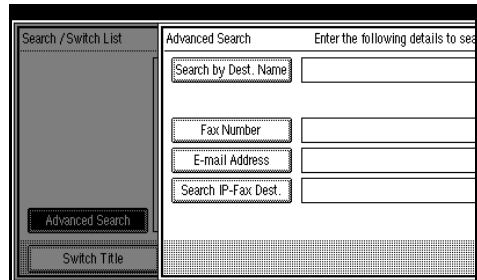 Search / Switch List
Advanced Search
Enter the following details to sea
Search by Dest. Name
Fax Number
E-mail Address
Search IP-Fax Dest.
Advanced Search
Switch Title